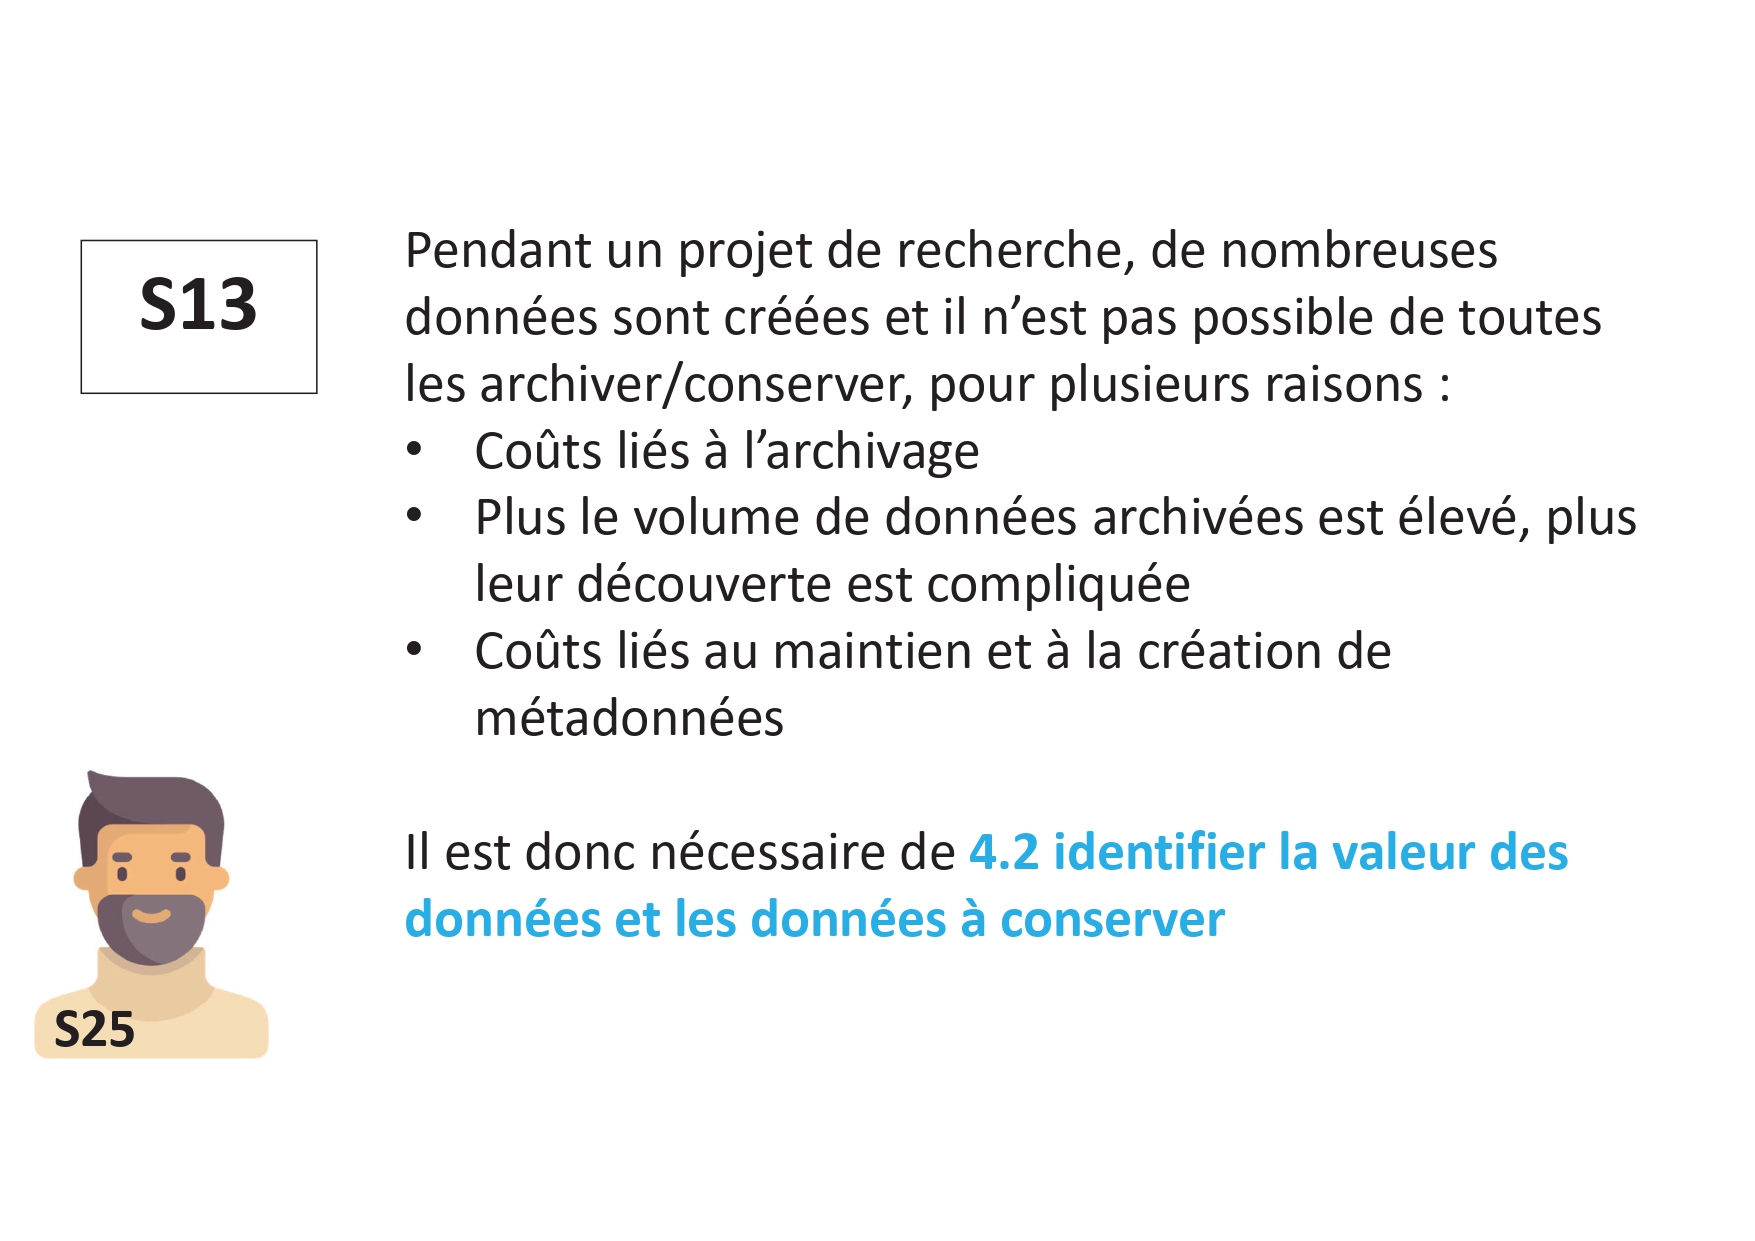 S13
Pendant un projet de recherche, de nombreuses
données sont créées et il n’est pas possible de toutes
les archiver/conserver, pour plusieurs raisons :
• Coûts liés à l’archivage
• Plus le volume de données archivées est élevé, plus
leur découverte est compliquée
• Coûts liés au maintien et à la création de
métadonnées
Il est donc nécessaire de 4.2 identifier la valeur des
données et les données à conserver
S25